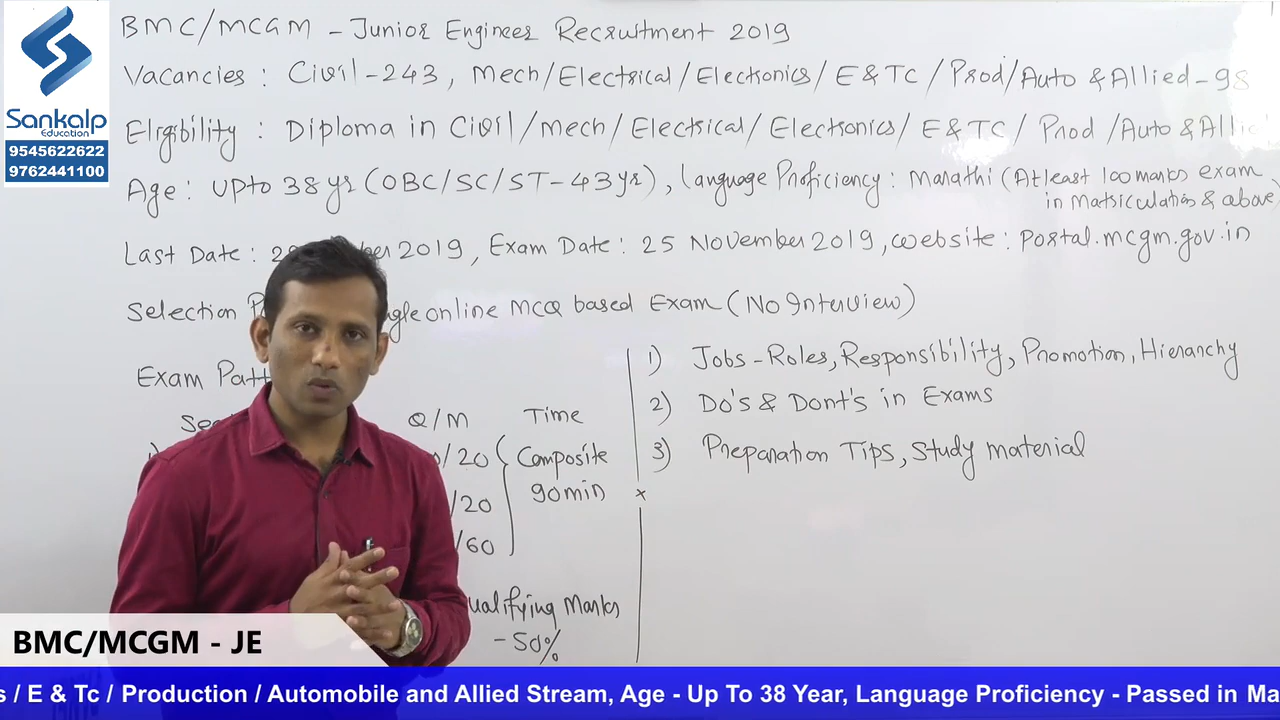 BMC/MCGM - Junior Engineer Recruitment 2019
Vacancies : Civil-243, Mech/Electrical/Electronics/E&TC/Prod/Auto &Allied-98
Eligibility : Diploma in Civil/Mech/Electrical/Electronics/E&TC/Prod/Auto &Allie
Age: upto 38 yr (OBC/SC/ST-43yr), Language Proficiency: Marathi (Atleast 100marks exam
in Matriculation & above)
Last Date : 2019, Exam Date : 25 November 2019, website : portal.mcgm.gov.in
Selection online MCQ based Exam (No Interview)
Exam Patt
Q/M Time
/20 Composite
90min
/20
/60
ualifying Marks
-50%
1) Jobs-Roles, Responsibility, Promotion, Hierarchy
2) Do's & Dont's in Exams
3) Preparation Tips, Study material
Sankalp
Education
9545622622
9762441100
BMC/MCGM - JE
s / E & Tc / Production / Automobile and Allied Stream, Age - Up To 38 Year, Language Proficiency - Passed in Ma